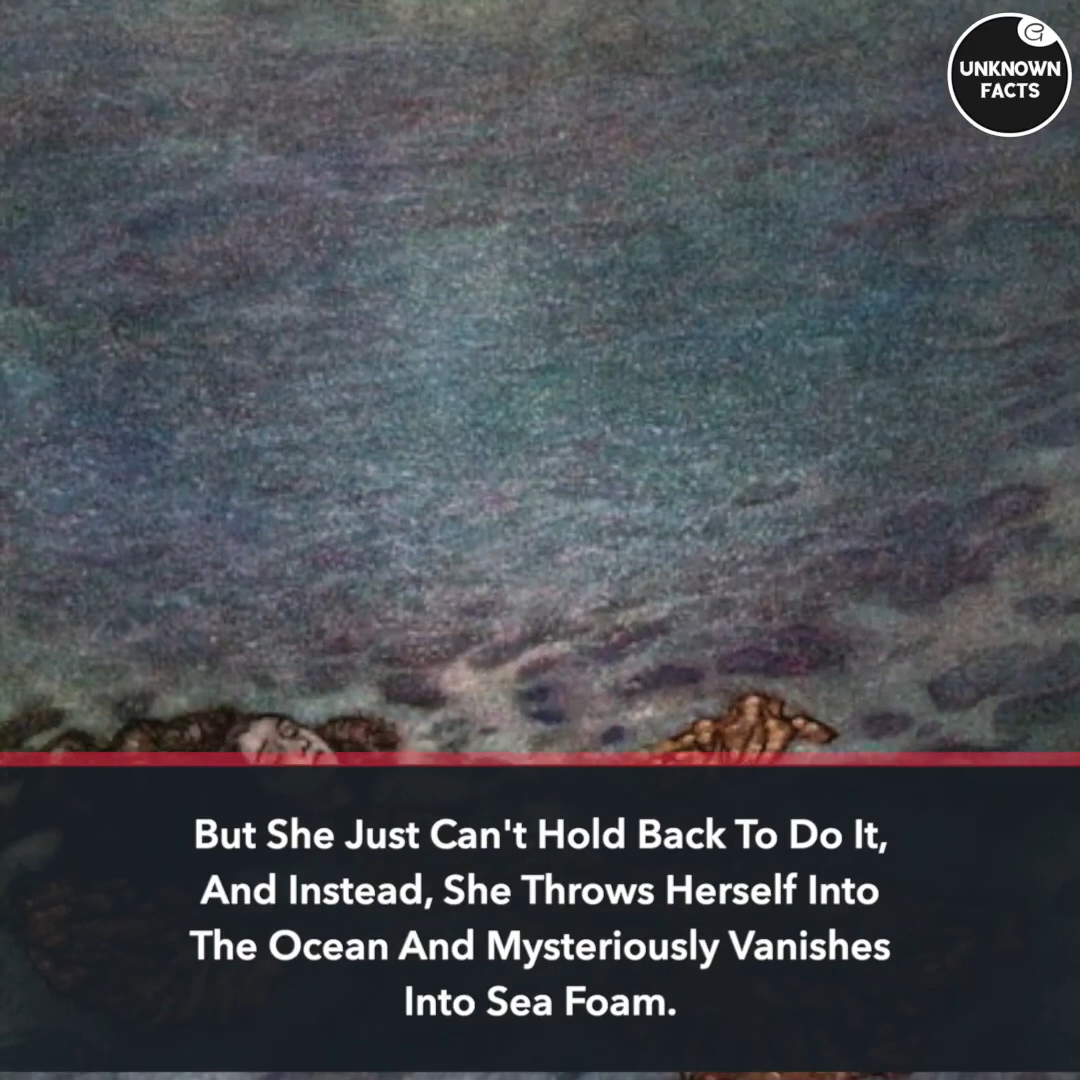 G
UNKNOWN
FACTS
But She Just Can't Hold Back To Do It,
And Instead, She Throws Herself Into
The Ocean And Mysteriously Vanishes
Into Sea Foam.